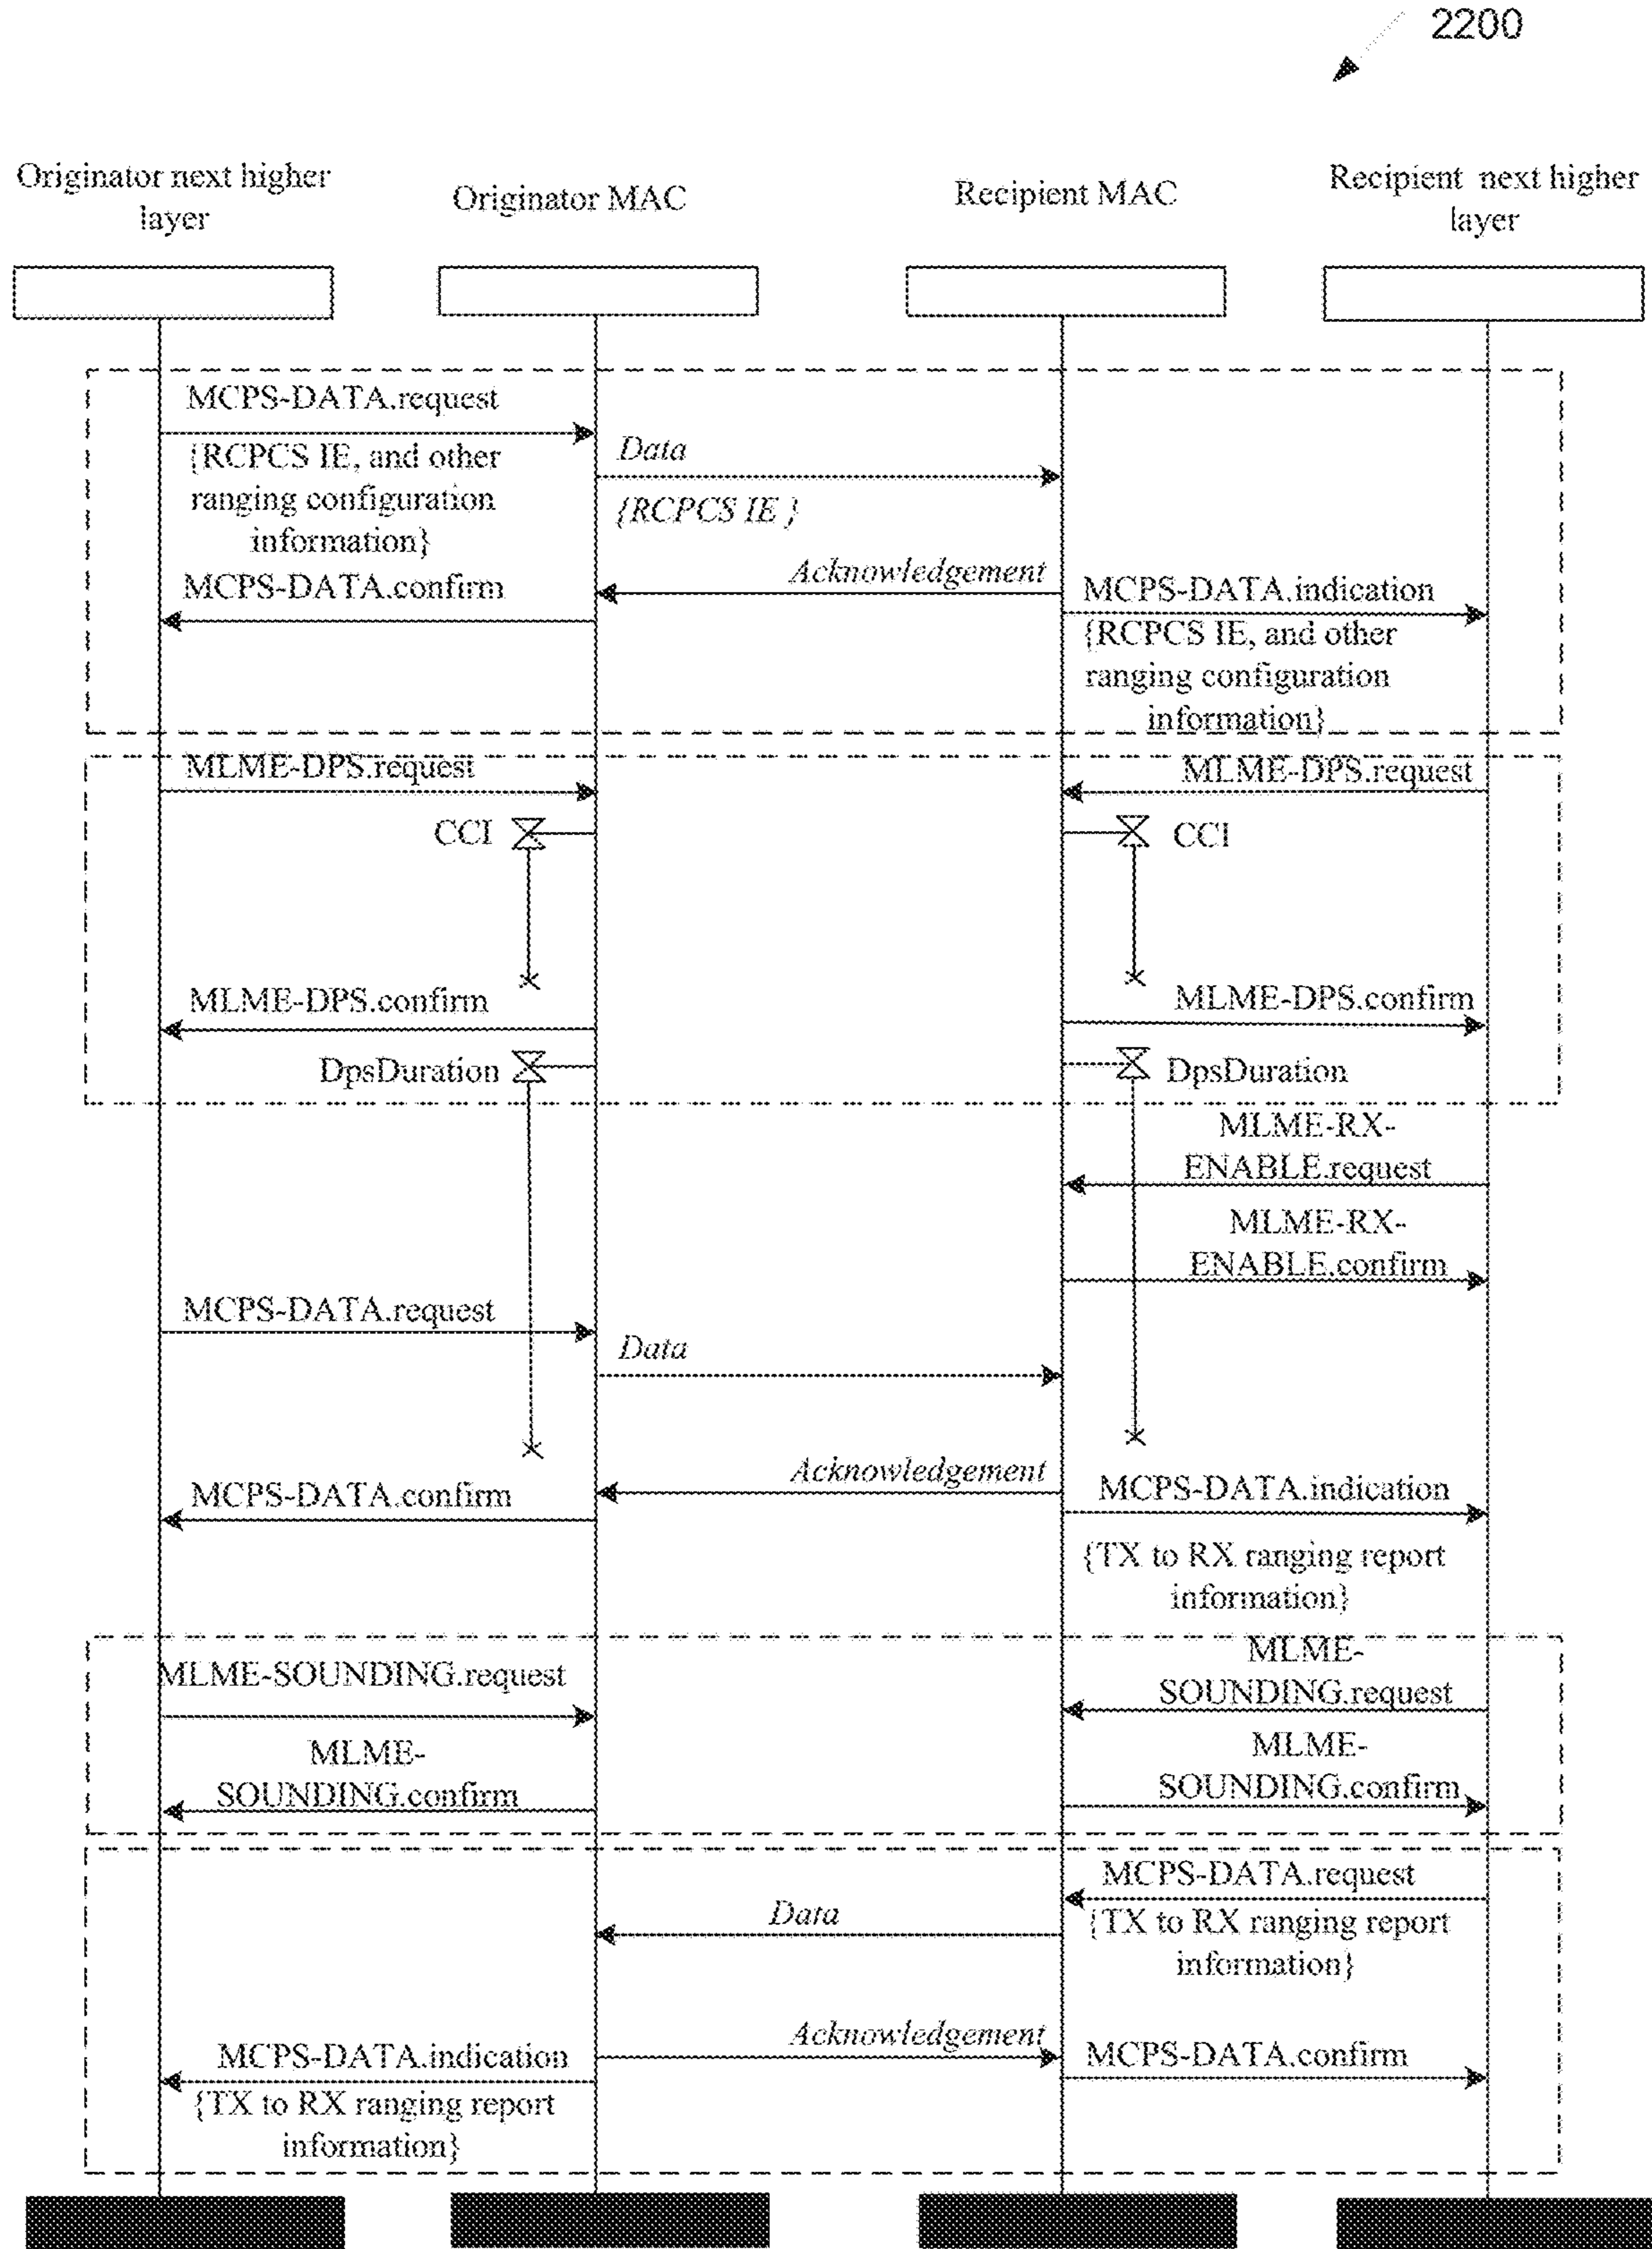 2200
Originator next higher
layer
Originator MAC
Recipient MAC
Recipient next higher
layer
MCPS-DATA.request
{RCPCS IE, and other
ranging configuration
information}
Data
{RCPCS IE }
Acknowledgement
MCPS-DATA.confirm
MCPS-DATA.indication
{RCPCS IE, and other
ranging configuration
information}
MLME-DPS.request
MLME-DPS.request
CCI
CCI
MLME-DPS.confirm
MLME-DPS.confirm
DpsDuration
DpsDuration
MLME-RX-
ENABLE.request
MLME-RX-
ENABLE.confirm
MCPS-DATA.request
Data
Acknowledgement
MCPS-DATA.confirm
MCPS-DATA.indication
{TX to RX ranging report
information}
MLME-SOUNDING.request
MLME-
SOUNDING.request
MLME-
SOUNDING.confirm
MLME-
SOUNDING.confirm
MCPS-DATA.request
Data
{TX to RX ranging report
information}
Acknowledgement
MCPS-DATA.indication
MCPS-DATA.confirm
{TX to RX ranging report
information}